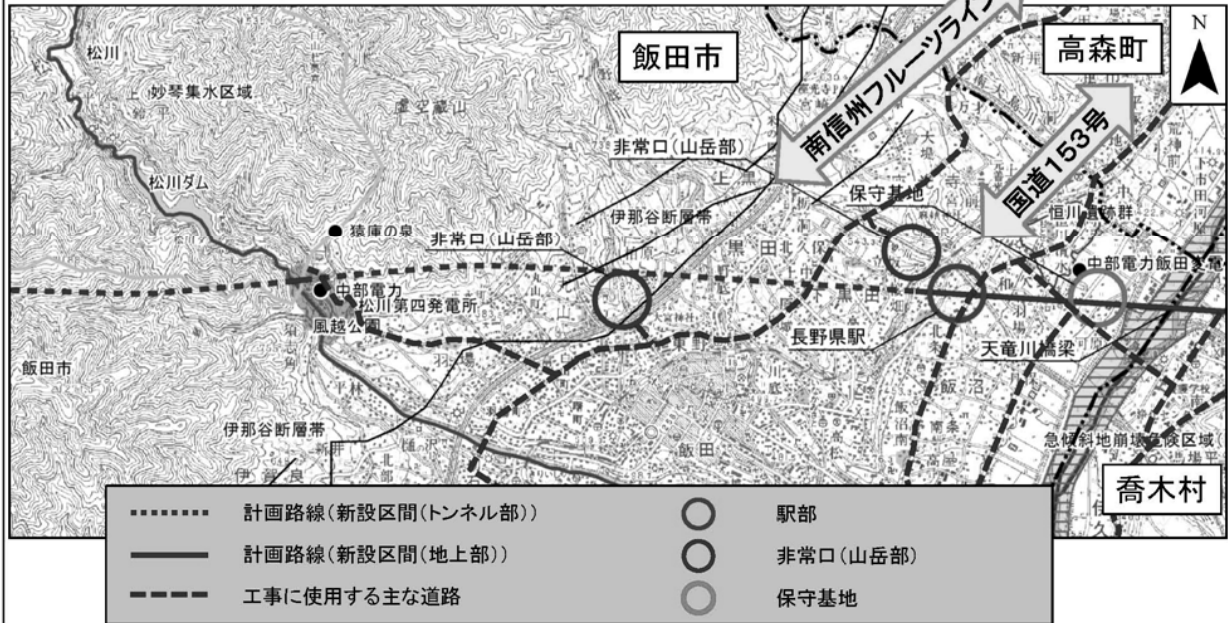 飯田市
高森町
N
南信州フルーツライン
国道153号
松川
妙琴集水区域
虚空蔵山
非常口(山岳部)
保守基地
松川ダム
伊那谷断層帯
恒川遺跡群
猿庫の泉
非常口(山岳部)
中部電力飯田変電
中部電力
松川第四発電所
風越公園
長野県駅
天竜川橋梁
飯田市
平林
飯沼
伊那谷断層帯
飯田
急傾斜地崩壊危険区域
喬木村
計画路線(新設区間(トンネル部))
計画路線(新設区間(地上部))
工事に使用する主な道路
駅部
非常口(山岳部)
保守基地